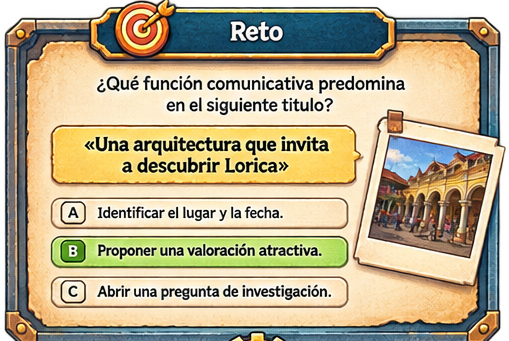 Reto
¿Qué función comunicativa predomina
en el siguiente titulo?
«Una arquitectura que invita
a descubrir Lorica»
A Identificar el lugar y la fecha.
B Proponer una valoración atractiva.
C Abrir una pregunta de investigación.